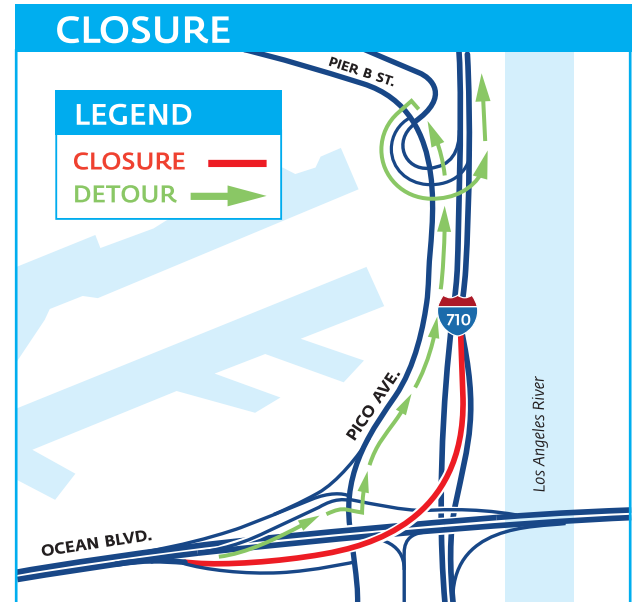 CLOSURE
PIER B ST.
LEGEND
CLOSURE
DETOUR
710
PICO AVE.
Los Angeles River
OCEAN BLVD.